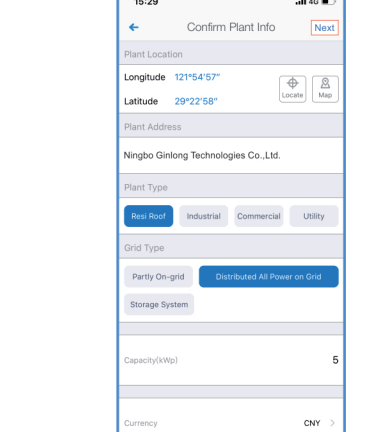 15:29 4G
Confirm Plant Info Next
Plant Location
Longitude 121°54'57"
Latitude 29°22'58"
Locate Map
Plant Address
Ningbo Ginlong Technologies Co.,Ltd.
Plant Type
Resi Roof Industrial Commercial Utility
Grid Type
Partly On-grid Distributed All Power on Grid
Storage System
Capacity(kWp) 5
Currency CNY